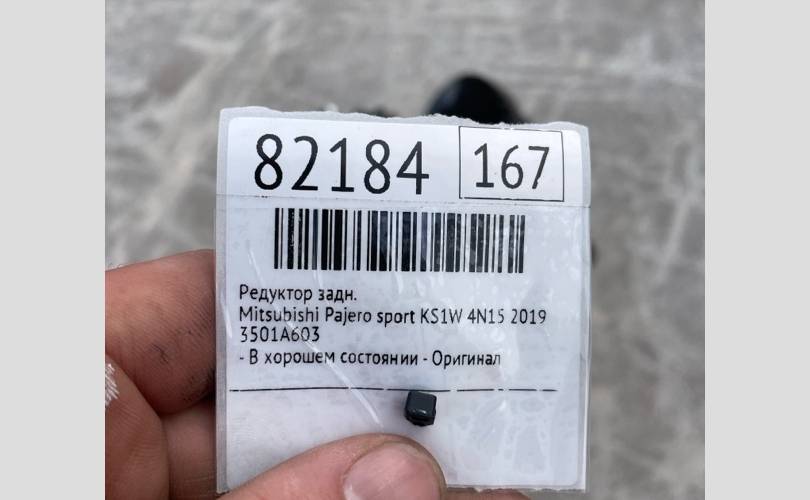 82184 167
Редуктор задн.
Mitsubishi Pajero sport KS1W 4N15 2019
3501A603
- В хорошем состоянии - Оригинал